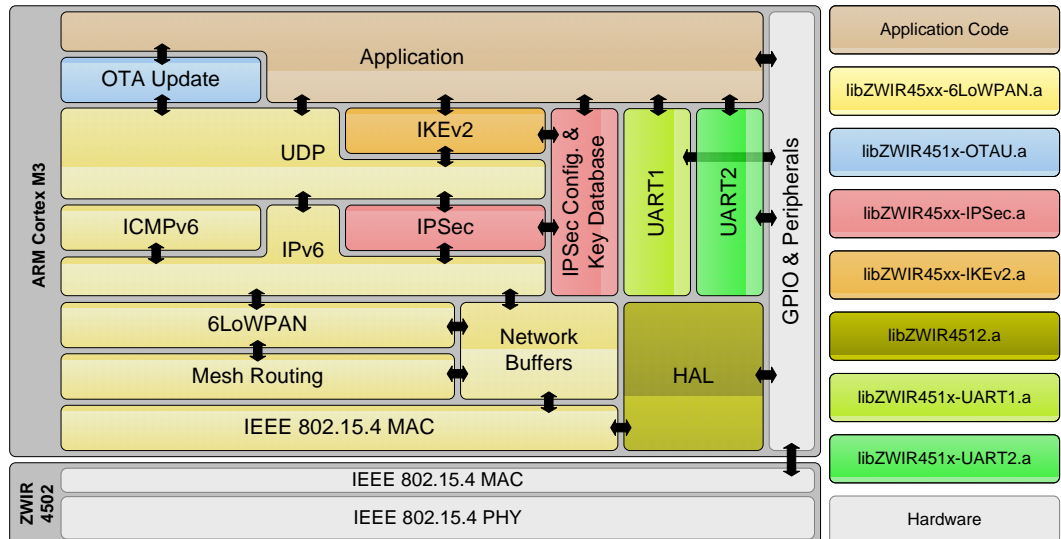 Application
OTA Update
IKEv2
UDP
IPSec Config. &
Key Database
UART1
UART2
GPIO & Peripherals
ARM Cortex M3
ICMPv6
IPv6
IPSec
6LoWPAN
Network
Buffers
Mesh Routing
HAL
IEEE 802.15.4 MAC
ZWIR
4502
IEEE 802.15.4 MAC
IEEE 802.15.4 PHY
Application Code
libZWIR45xx-6LoWPAN.a
libZWIR451x-OTAU.a
libZWIR45xx-IPSec.a
libZWIR45xx-IKEv2.a
libZWIR4512.a
libZWIR451x-UART1.a
libZWIR451x-UART2.a
Hardware